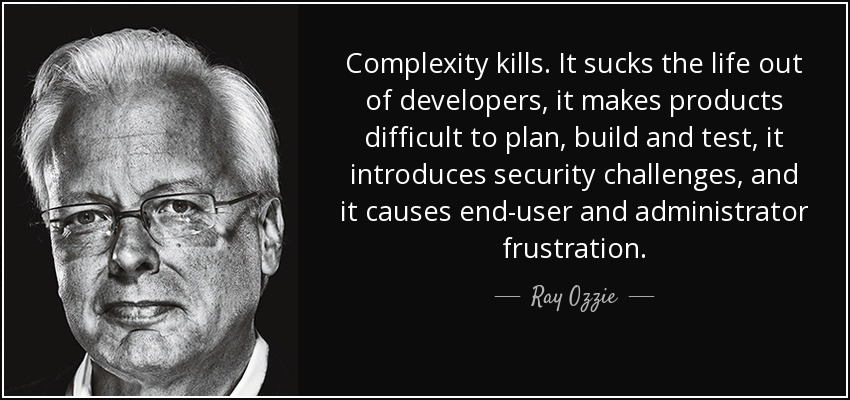 Complexity kills. It sucks the life out
of developers, it makes products
difficult to plan, build and test, it
introduces security challenges, and
it causes end-user and administrator
frustration.
Ray Ozzie